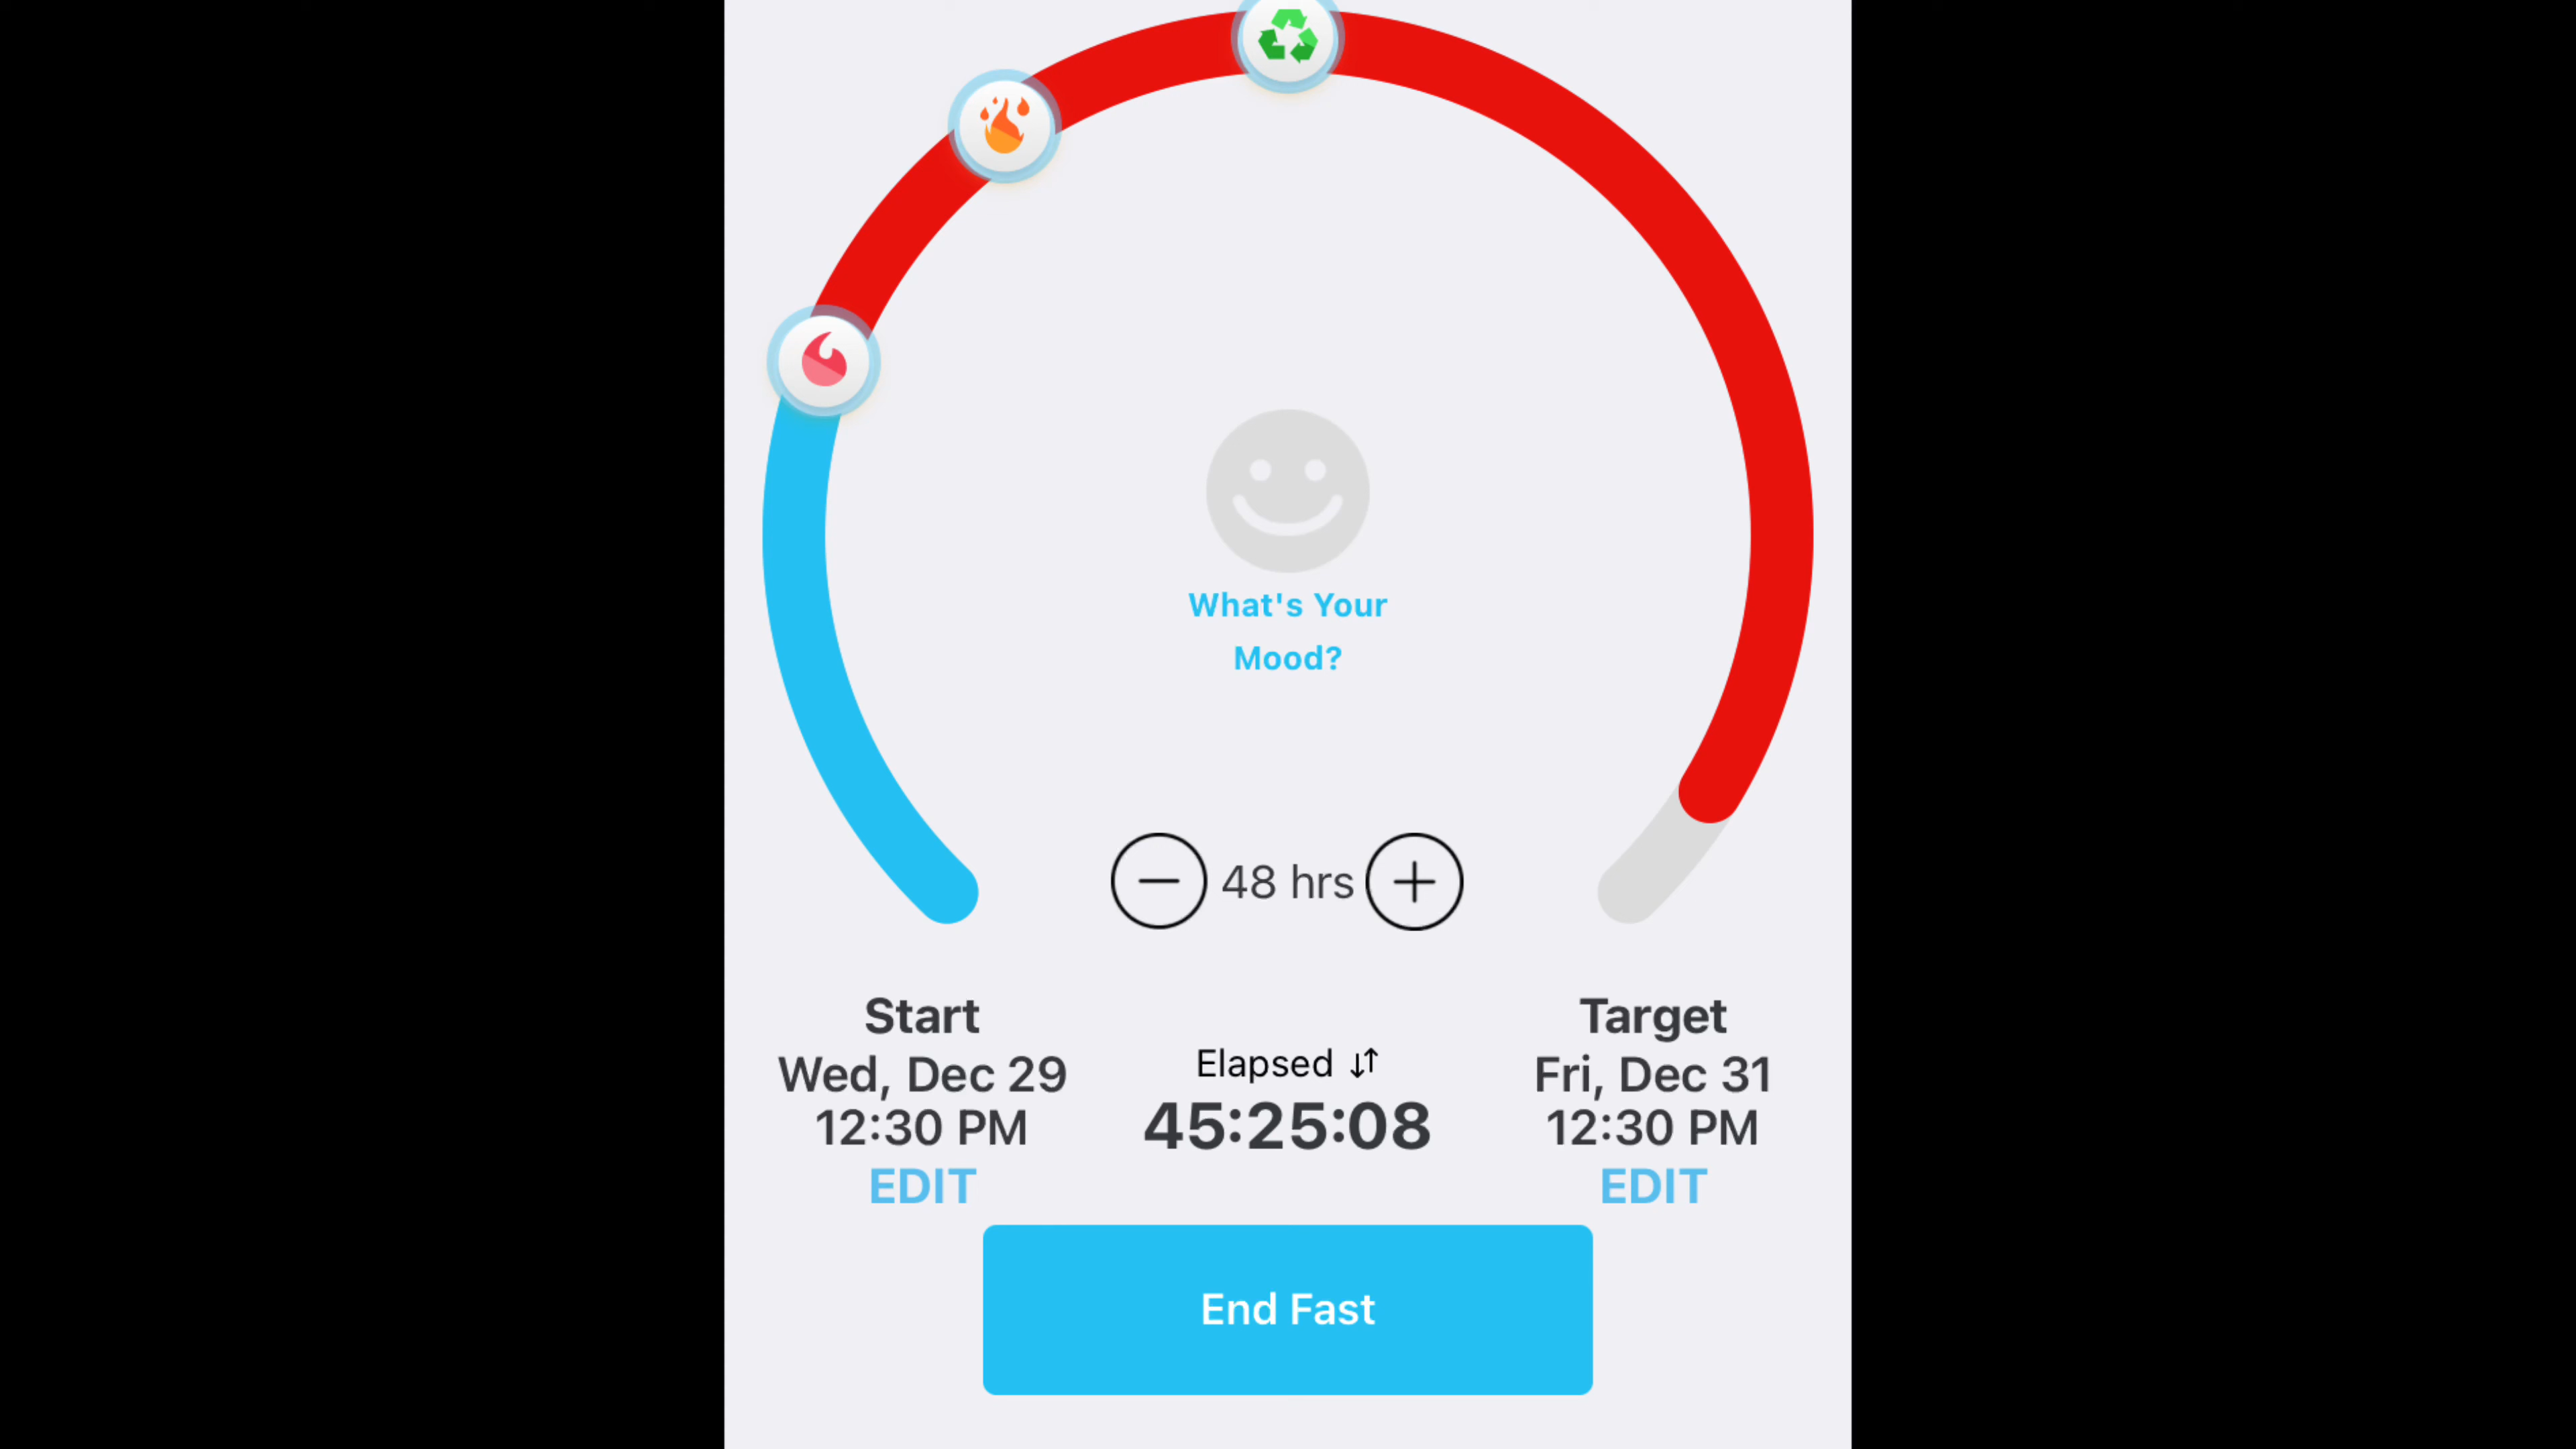 What's Your
Mood?
48 hrs
Start
Wed, Dec 29
12:30 PM
EDIT
Elapsed
45:25:08
Target
Fri, Dec 31
12:30 PM
EDIT
End Fast